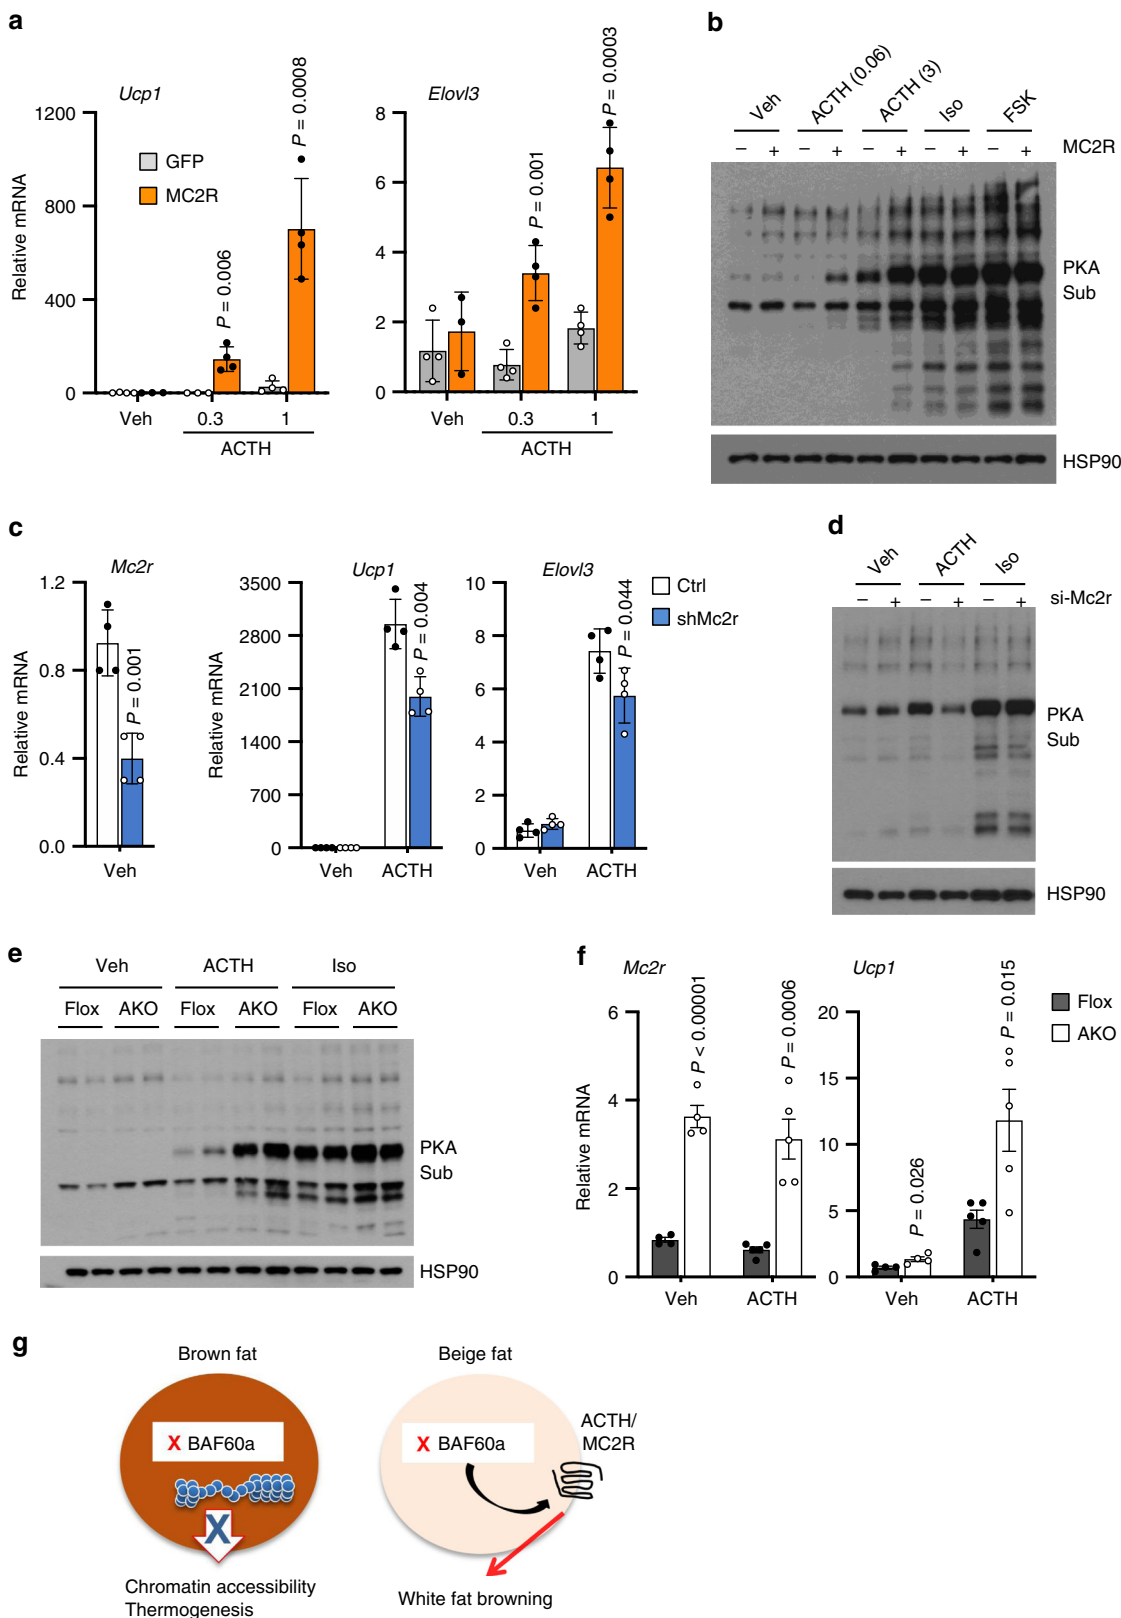 a
Ucp1
Relative mRNA
1200
800
400
0
GFP
MC2R
P = 0.006
P = 0.0008
Veh
0.3
1
ACTH
Elovl3
8
6
4
2
0
P = 0.001
P = 0.0003
Veh
0.3
1
ACTH
b
Veh
ACTH (0.06)
ACTH (3)
Iso
FSK
– + – + – + – + – +
MC2R
PKA
Sub
HSP90
c
Mc2r
Relative mRNA
1.2
0.8
0.4
0.0
P = 0.001
Veh
Ucp1
Relative mRNA
3500
2800
2100
1400
700
0
P = 0.004
Veh
ACTH
Elovl3
10
8
6
4
2
0
P = 0.044
Veh
ACTH
Ctrl
shMc2r
d
Veh
ACTH
Iso
– + – + – +
si-Mc2r
PKA
Sub
HSP90
e
Veh ACTH Iso
Flox AKO Flox AKO Flox AKO
PKA
Sub
HSP90
f
Mc2r
Relative mRNA
6
4
2
0
P < 0.00001
P = 0.0006
Veh
ACTH
Ucp1
20
15
10
5
0
P = 0.026
P = 0.015
Veh
ACTH
Flox
AKO
g
Brown fat
X BAF60a
X
Chromatin accessibility
Thermogenesis
Beige fat
X BAF60a
ACTH/
MC2R
White fat browning